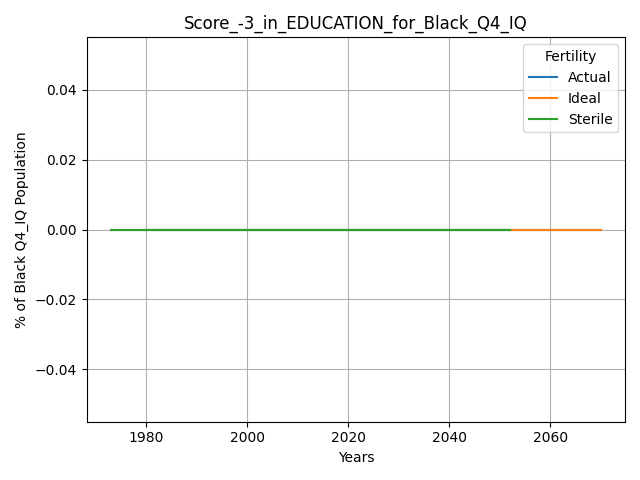 Score_-3_in_EDUCATION_for_Black_Q4_IQ
Fertility
Actual
Ideal
Sterile
% of Black Q4_IQ Population
0.04
0.02
0.00
−0.02
−0.04
1980
2000
2020
2040
2060
Years